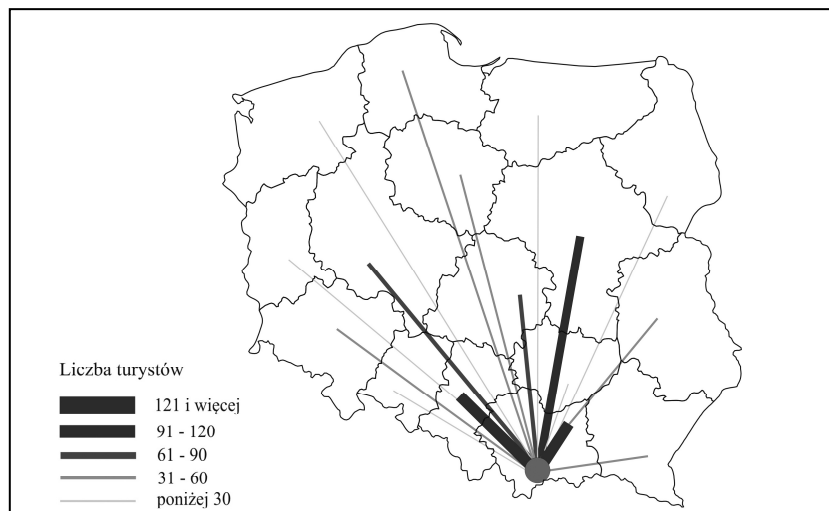 Liczba turystów
121 i więcej
91 - 120
61 - 90
31 - 60
poniżej 30